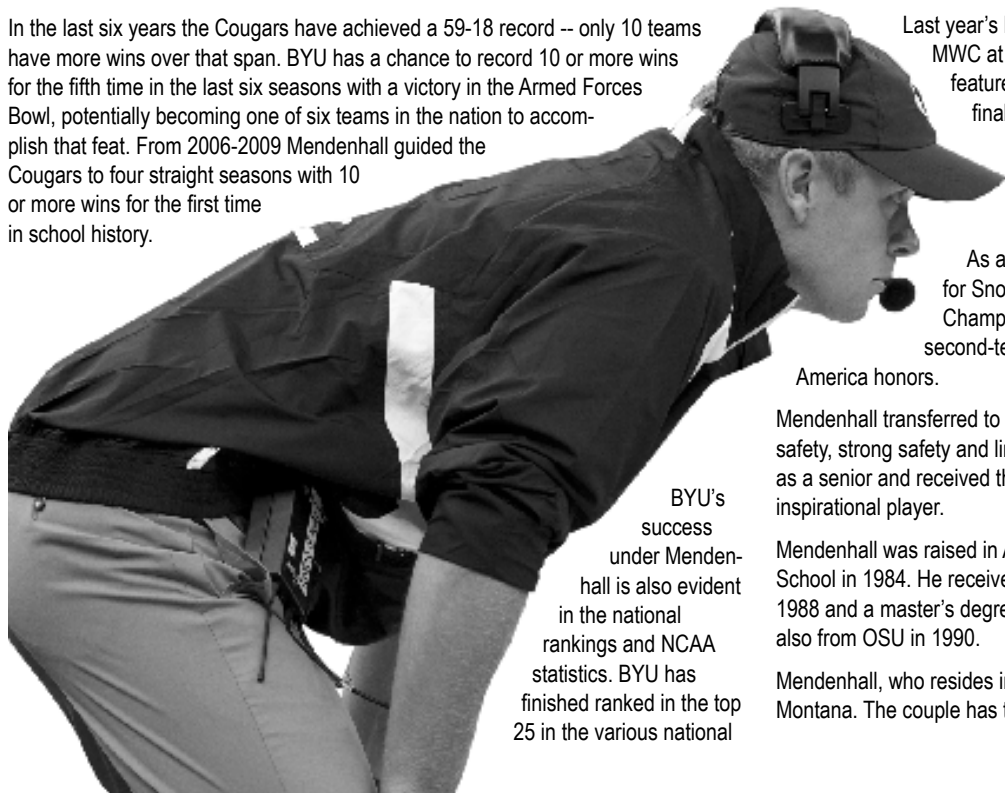 In the last six years the Cougars have achieved a 59-18 record -- only 10 teams
have more wins over that span. BYU has a chance to record 10 or more wins
for the fifth time in the last six seasons with a victory in the Armed Forces
Bowl, potentially becoming one of six teams in the nation to accom-
plish that feat. From 2006-2009 Mendenhall guided the
Cougars to four straight seasons with 10
or more wins for the first time
in school history.
BYU's
success
under Menden-
hall is also evident
in the national
rankings and NCAA
statistics. BYU has
finished ranked in the top
25 in the various national
Last year's
MWC at
feature
final
As a
for Sno
Champ
second-te
America honors.
Mendenhall transferred to
safety, strong safety and li
as a senior and received th
inspirational player.
Mendenhall was raised in A
School in 1984. He receive
1988 and a master's degre
also from OSU in 1990.
Mendenhall, who resides i
Montana. The couple has